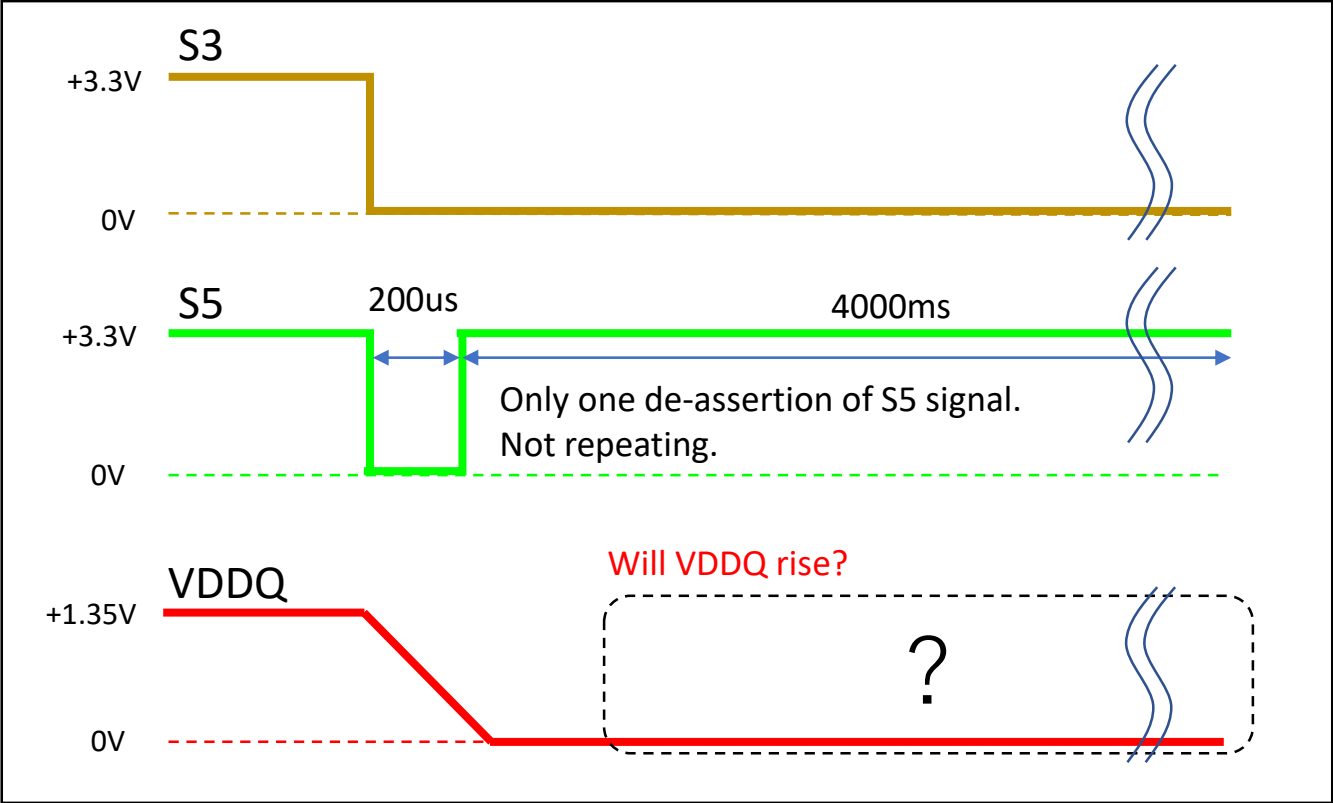 S3
+3.3V
0V
S5
200us
4000ms
+3.3V
Only one de-assertion of S5 signal.
Not repeating.
0V
Will VDDQ rise?
VDDQ
+1.35V
?
0V